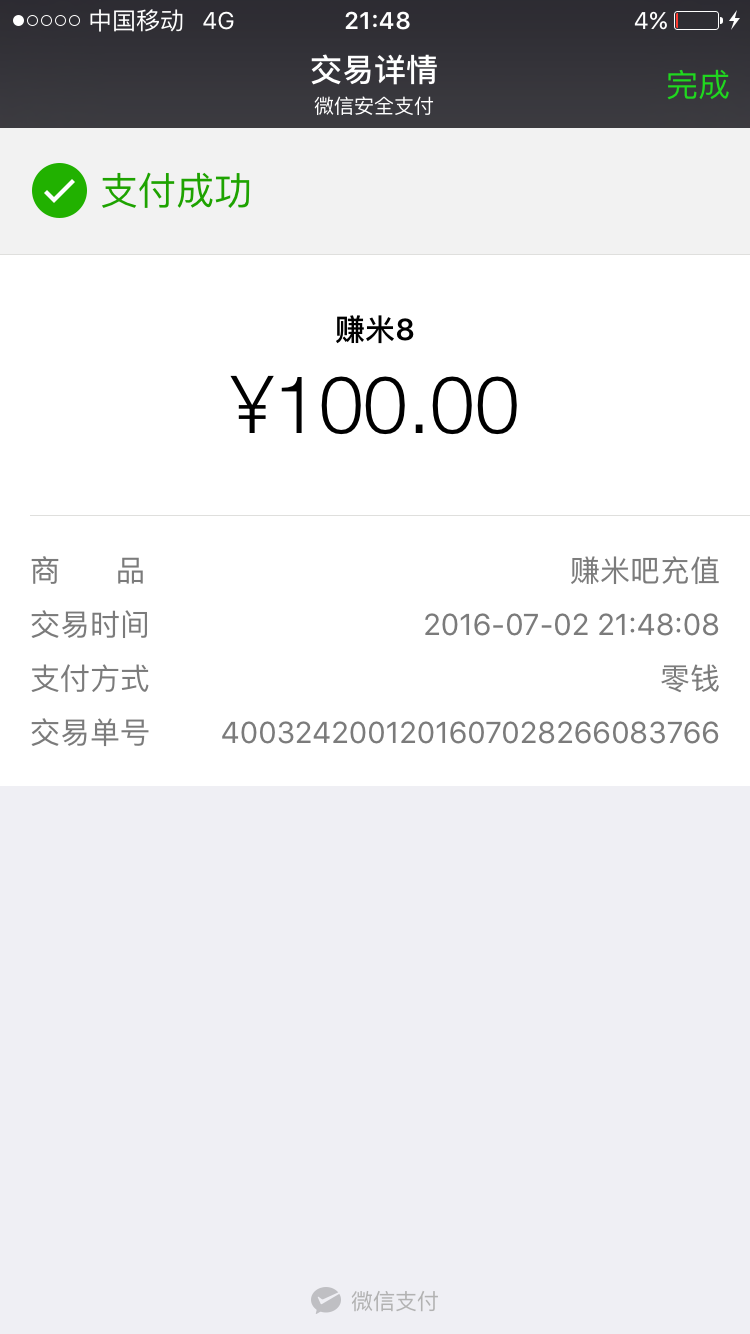 中国移动 4G 21:48 4%
交易详情
微信安全支付
完成
支付成功
赚米8
¥100.00
商品 赚米吧充值
交易时间 2016-07-02 21:48:08
支付方式 零钱
交易单号 4003242001201607028266083766
微信支付